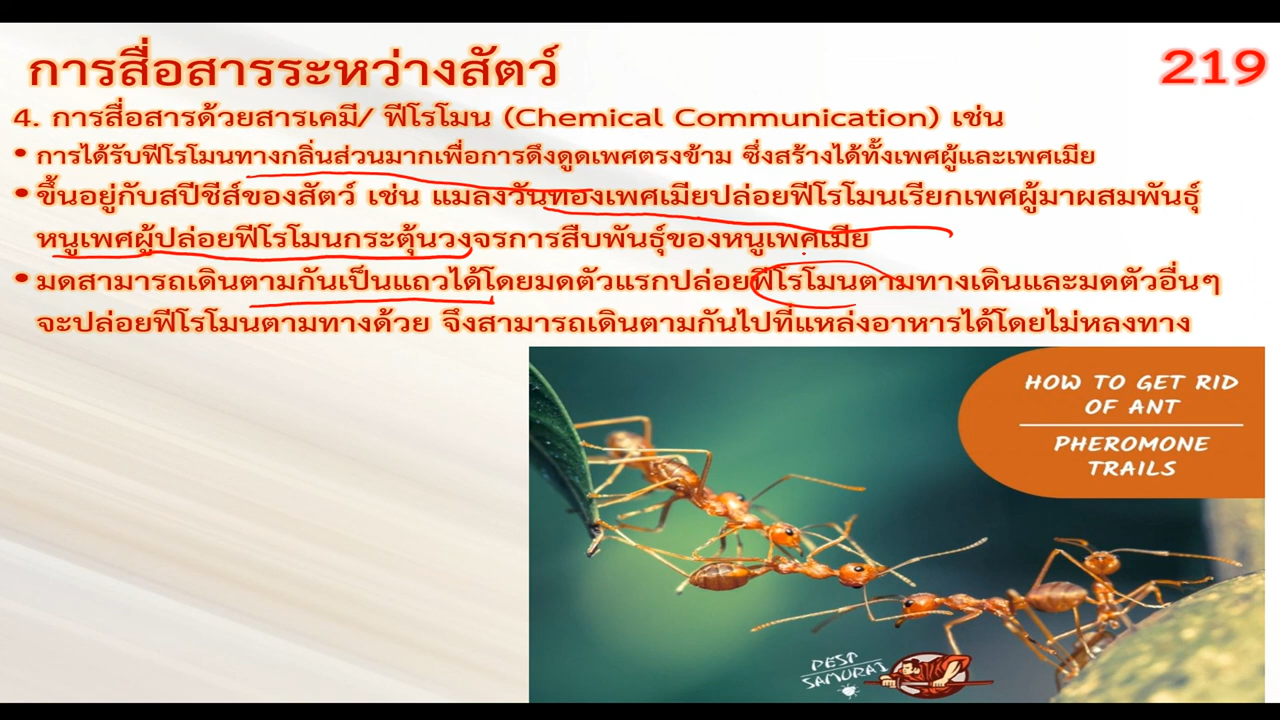 การสื่อสารระหว่างสัตว์
219
4. การสื่อสารด้วยสารเคมี/ ฟีโรโมน (Chemical Communication) เช่น
• การได้รับฟีโรโมนทางกลิ่นส่วนมากเพื่อการดึงดูดเพศตรงข้าม ซึ่งสร้างได้ทั้งเพศผู้และเพศเมีย
• ขึ้นอยู่กับสปีชีส์ของสัตว์ เช่น แมลงวันทองเพศเมียปล่อยฟีโรโมนเรียกเพศผู้มาผสมพันธุ์
หนูเพศผู้ปล่อยฟีโรโมนกระตุ้นวงจรการสืบพันธุ์ของหนูเพศเมีย
• มดสามารถเดินตามกันเป็นแถวได้โดยมดตัวแรกปล่อยฟีโรโมนตามทางเดินและมดตัวอื่นๆ
จะปล่อยฟีโรโมนตามทางด้วย จึงสามารถเดินตามกันไปที่แหล่งอาหารได้โดยไม่หลงทาง
HOW TO GET RID
OF ANT
PHEROMONE
TRAILS
PEST
SAMURAI